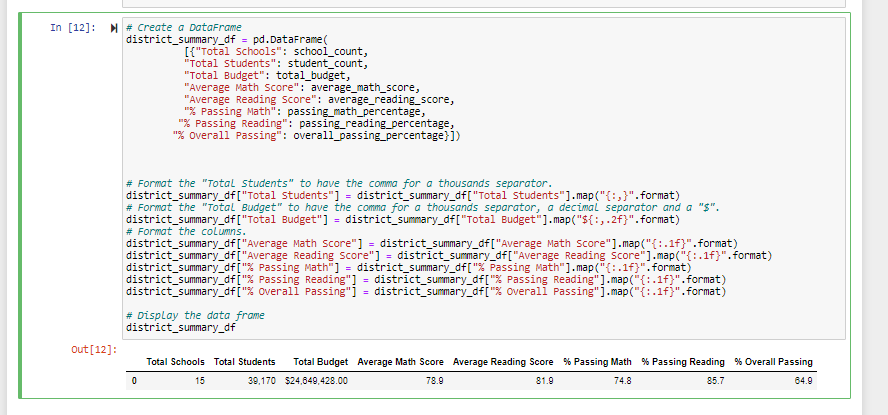 In [12]:
# Create a DataFrame
district_summary_df = pd.DataFrame(
[{"Total Schools": school_count,
"Total Students": student_count,
"Total Budget": total_budget,
"Average Math Score": average_math_score,
"Average Reading Score": average_reading_score,
"% Passing Math": passing_math_percentage,
"% Passing Reading": passing_reading_percentage,
"% Overall Passing": overall_passing_percentage}])
# Format the "Total Students" to have the comma for a thousands separator.
district_summary_df["Total Students"] = district_summary_df["Total Students"].map("{:,}".format)
# Format the "Total Budget" to have the comma for a thousands separator, a decimal separator and a "$".
district_summary_df["Total Budget"] = district_summary_df["Total Budget"].map("${:,.2f}".format)
# Format the columns.
district_summary_df["Average Math Score"] = district_summary_df["Average Math Score"].map("{:.1f}".format)
district_summary_df["Average Reading Score"] = district_summary_df["Average Reading Score"].map("{:.1f}".format)
district_summary_df["% Passing Math"] = district_summary_df["% Passing Math"].map("{:.1f}".format)
district_summary_df["% Passing Reading"] = district_summary_df["% Passing Reading"].map("{:.1f}".format)
district_summary_df["% Overall Passing"] = district_summary_df["% Overall Passing"].map("{:.1f}".format)
# Display the data frame
district_summary_df
Out[12]:
Total Schools Total Students Total Budget Average Math Score Average Reading Score % Passing Math % Passing Reading % Overall Passing
0 15 39,170 $24,649,428.00 78.9 81.9 74.8 85.7 64.9